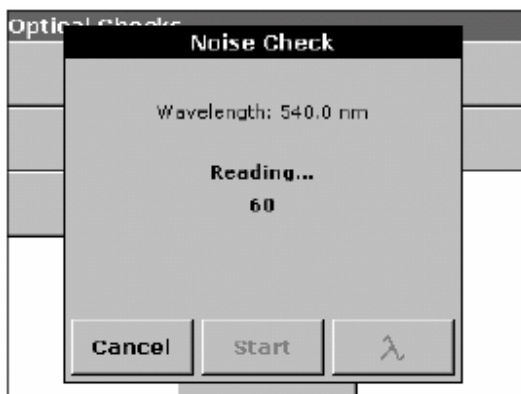 Optical Checks
Noise Check
Wavelength: 540.0 nm
Reading...
60
Cancel
Start
λ